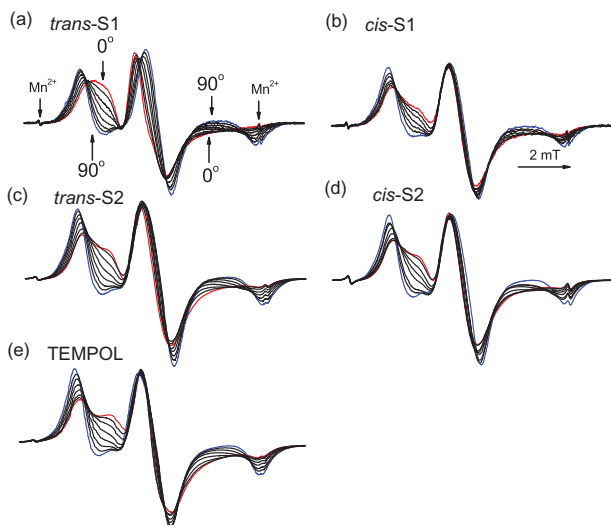 (a) trans-S1
0°
Mn2+
90°
Mn2+
90°
0°
(b) cis-S1
2 mT
(c) trans-S2
(d) cis-S2
(e) TEMPOL